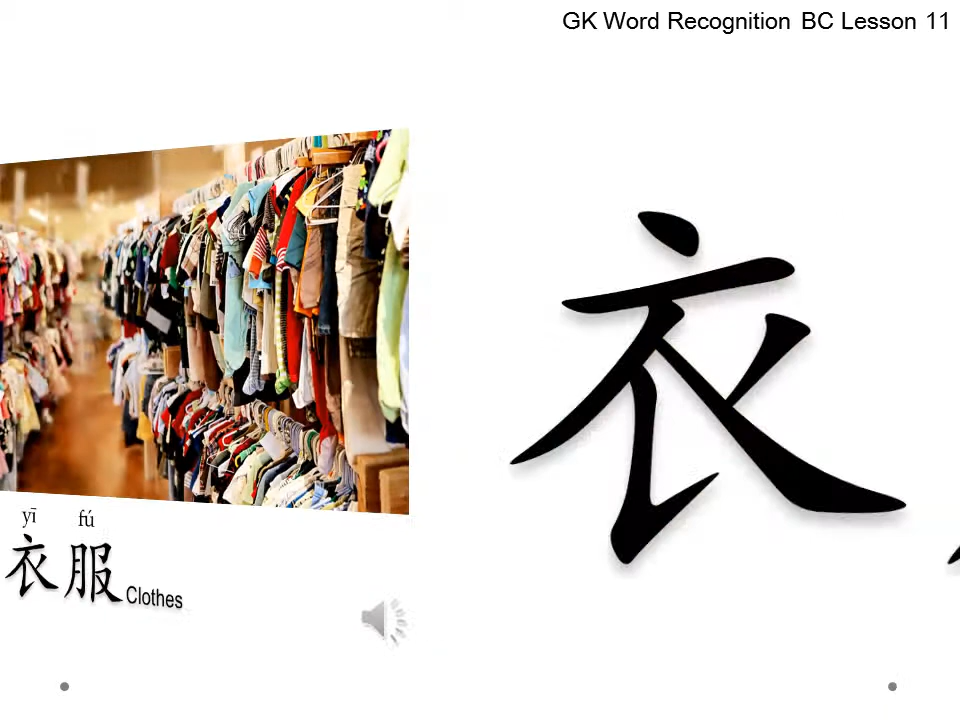 GK Word Recognition BC Lesson 11
衣
yī fú
衣服 Clothes